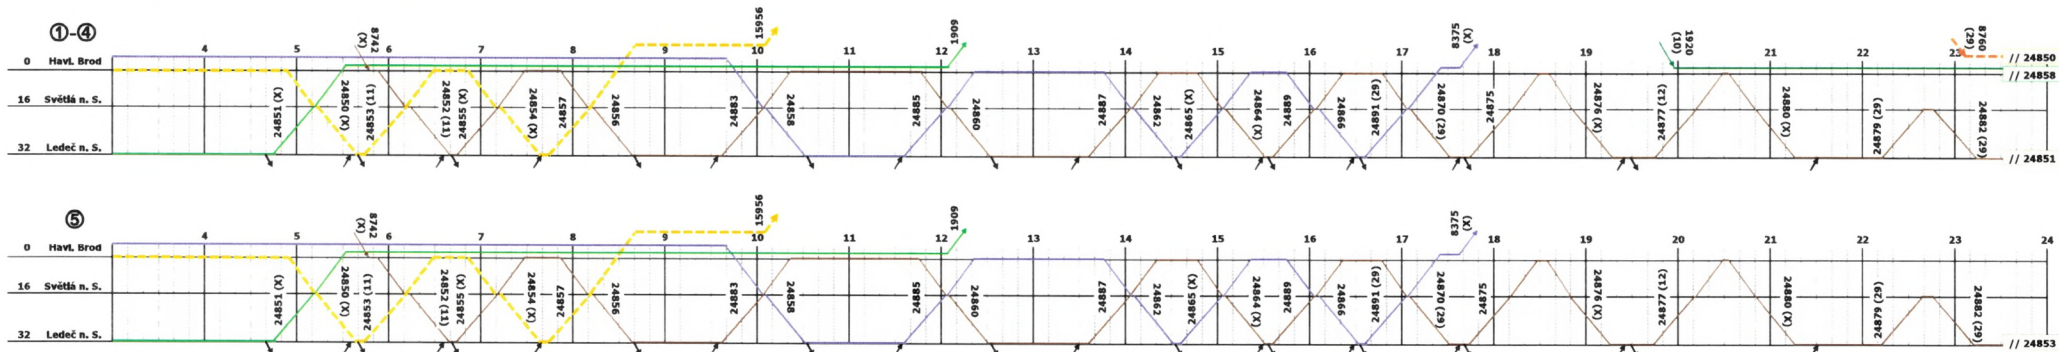 ①-④
8742 (X)
15956
1909
8375 (X)
1920 (10)
8760 (29)
4 5 6 7 8 10 11 12 13 14 15 16 17 18 19 20 21 22 23
0 Havl. Brod
// 24850
// 24858
16 Světlá n. S.
24851 (X) 24850 (X) 24853 (11) 24852 (11) 24855 (X) 24854 (X) 24857 24856 24883 24858 24885 24860 24887 24862 24865 (X) 24864 (X) 24889 24866 24891 (29) 24870 (29) 24875 24876 (X) 24877 (12) 24880 (X) 24879 (29) 24882 (29)
32 Ledeč n. S.
// 24851
⑤
8742 (X)
15956
1909
8375 (X)
4 5 6 7 8 9 10 11 12 13 14 15 16 17 18 19 20 21 22 23 24
0 Havl. Brod
16 Světlá n. S.
24851 (X) 24850 (X) 24853 (11) 24852 (11) 24855 (X) 24854 (X) 24857 24856 24883 24858 24885 24860 24887 24862 24865 (X) 24864 (X) 24889 24866 24891 (29) 24870 (29) 24875 24876 (X) 24877 (12) 24880 (X) 24879 (29) 24882 (29)
32 Ledeč n. S.
// 24853